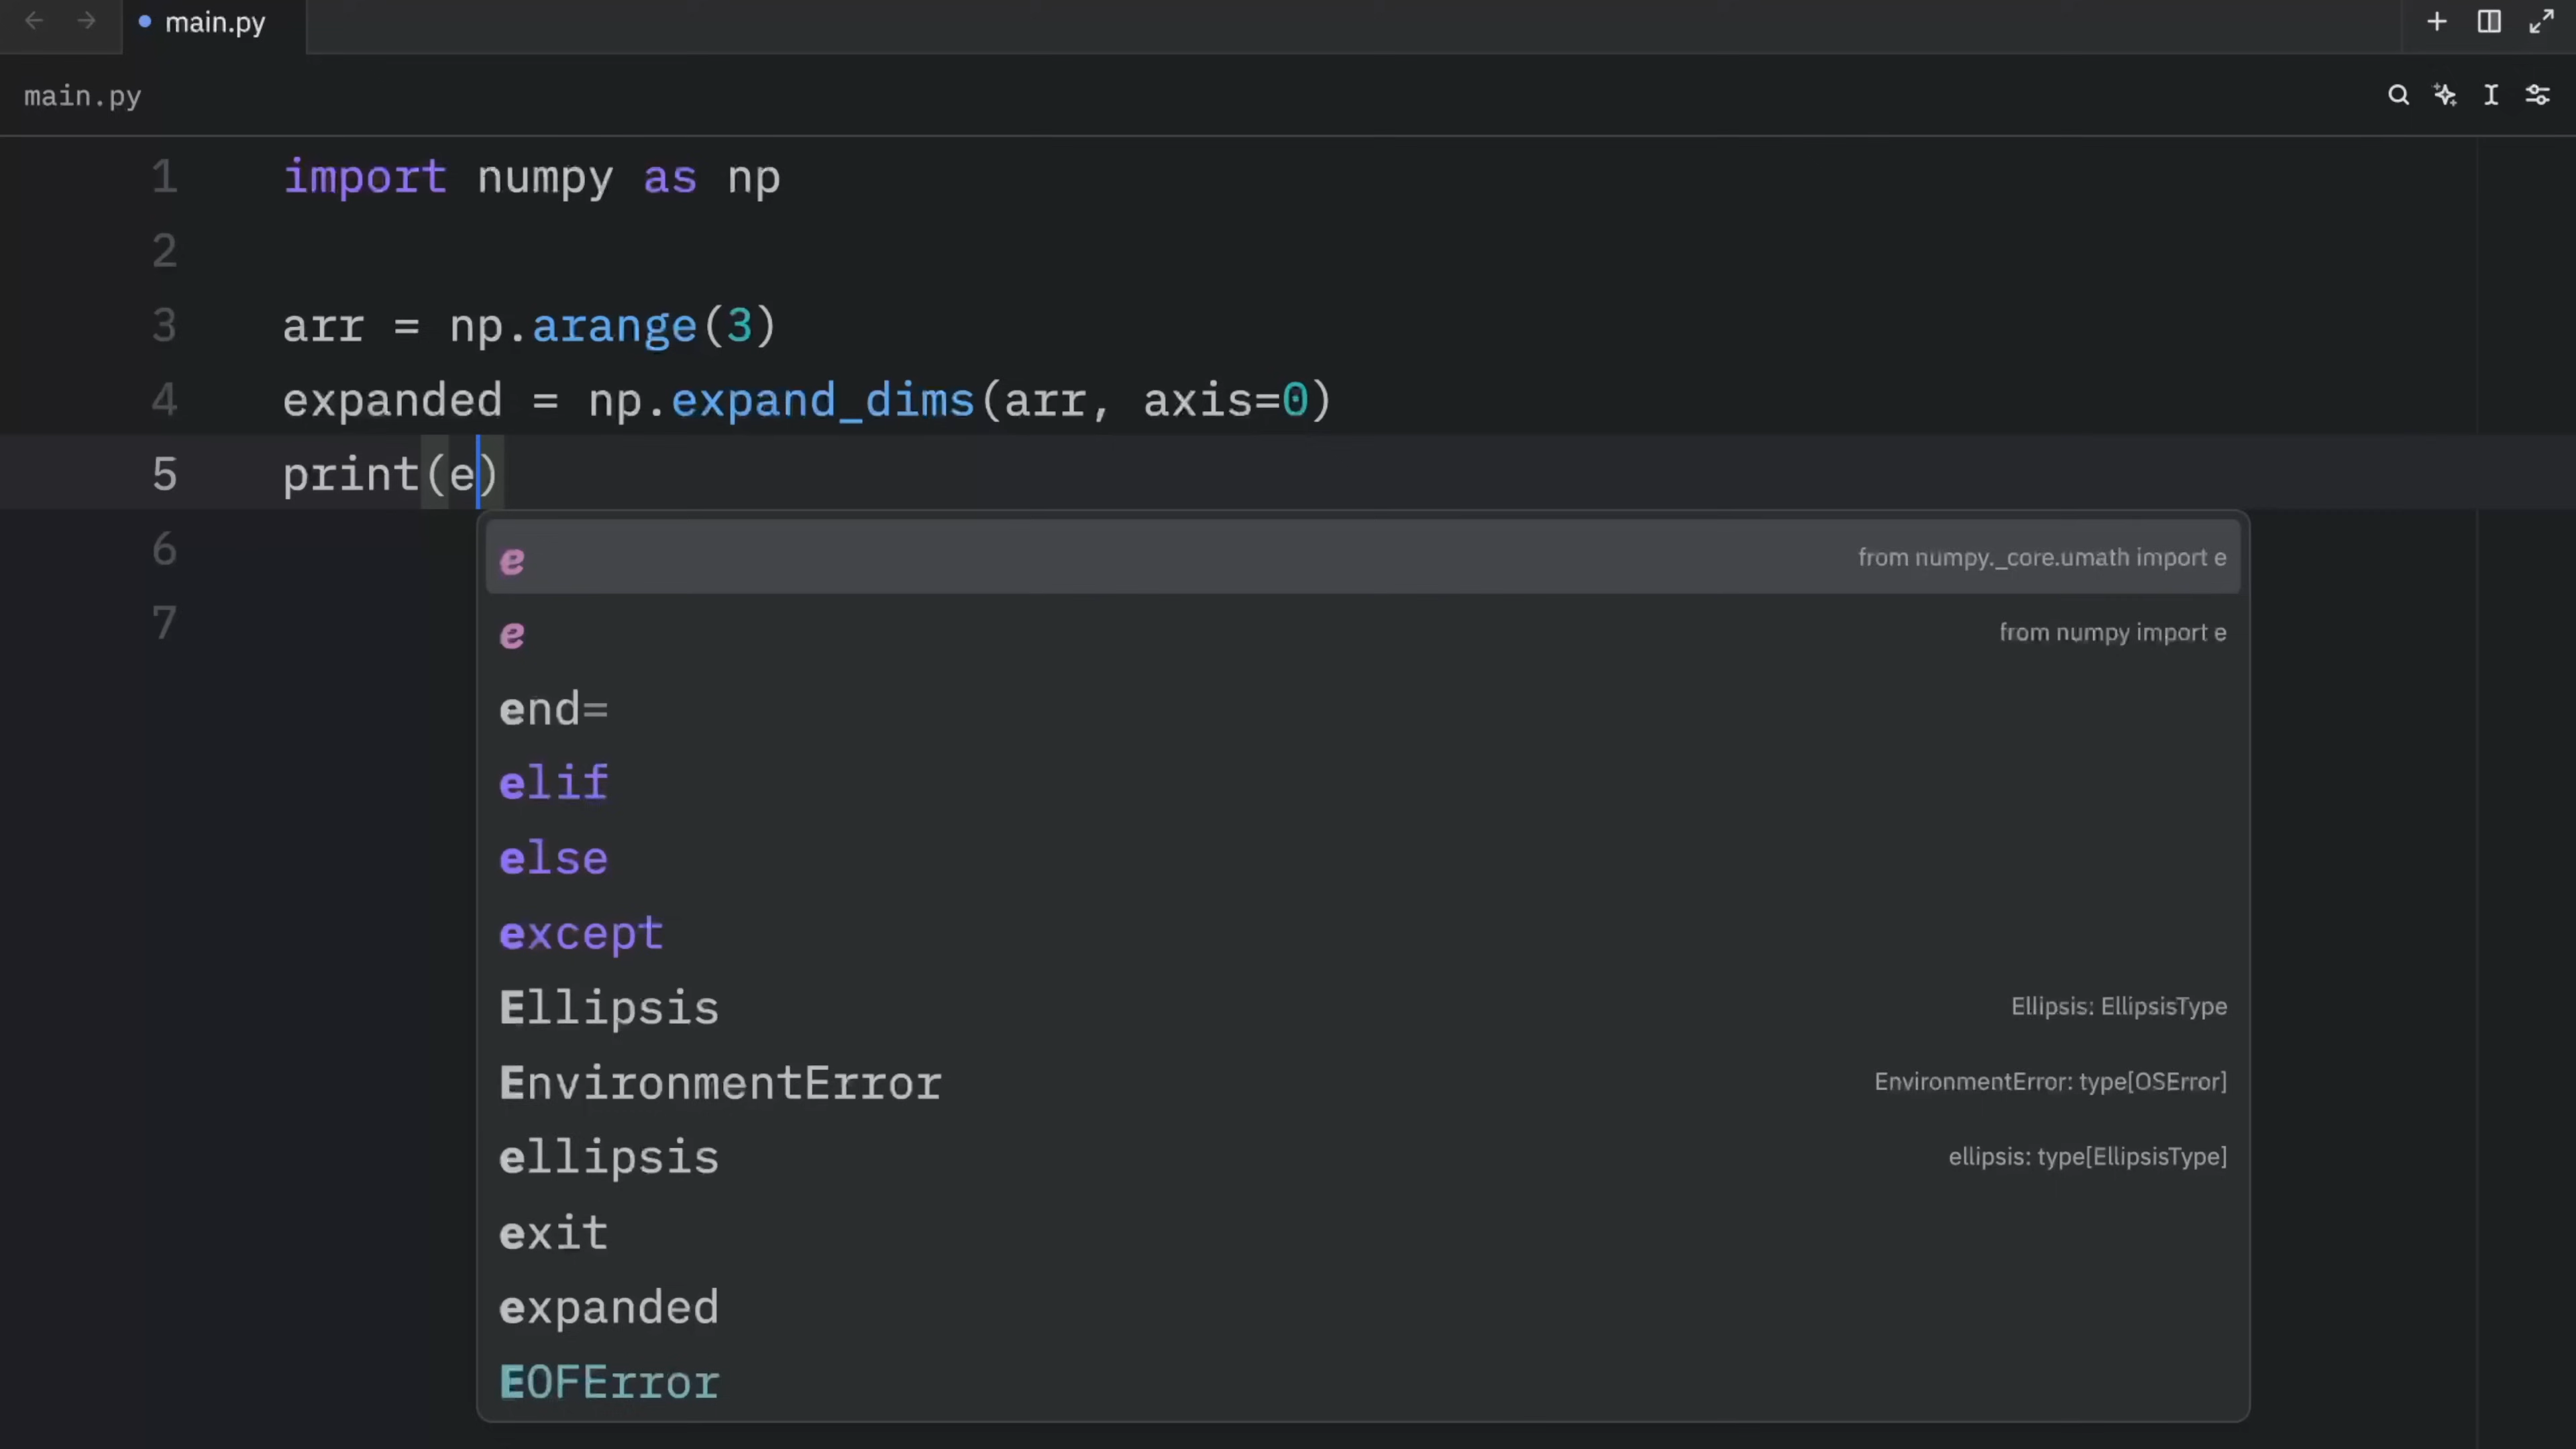 main.py
main.py
1 import numpy as np
2
3 arr = np.arange(3)
4 expanded = np.expand_dims(arr, axis=0)
5 print(e)
6
7
e from numpy._core.umath import e
e from numpy import e
end=
elif
else
except
Ellipsis Ellipsis: EllipsisType
EnvironmentError EnvironmentError: type[OSError]
ellipsis ellipsis: type[EllipsisType]
exit
expanded
EOFError